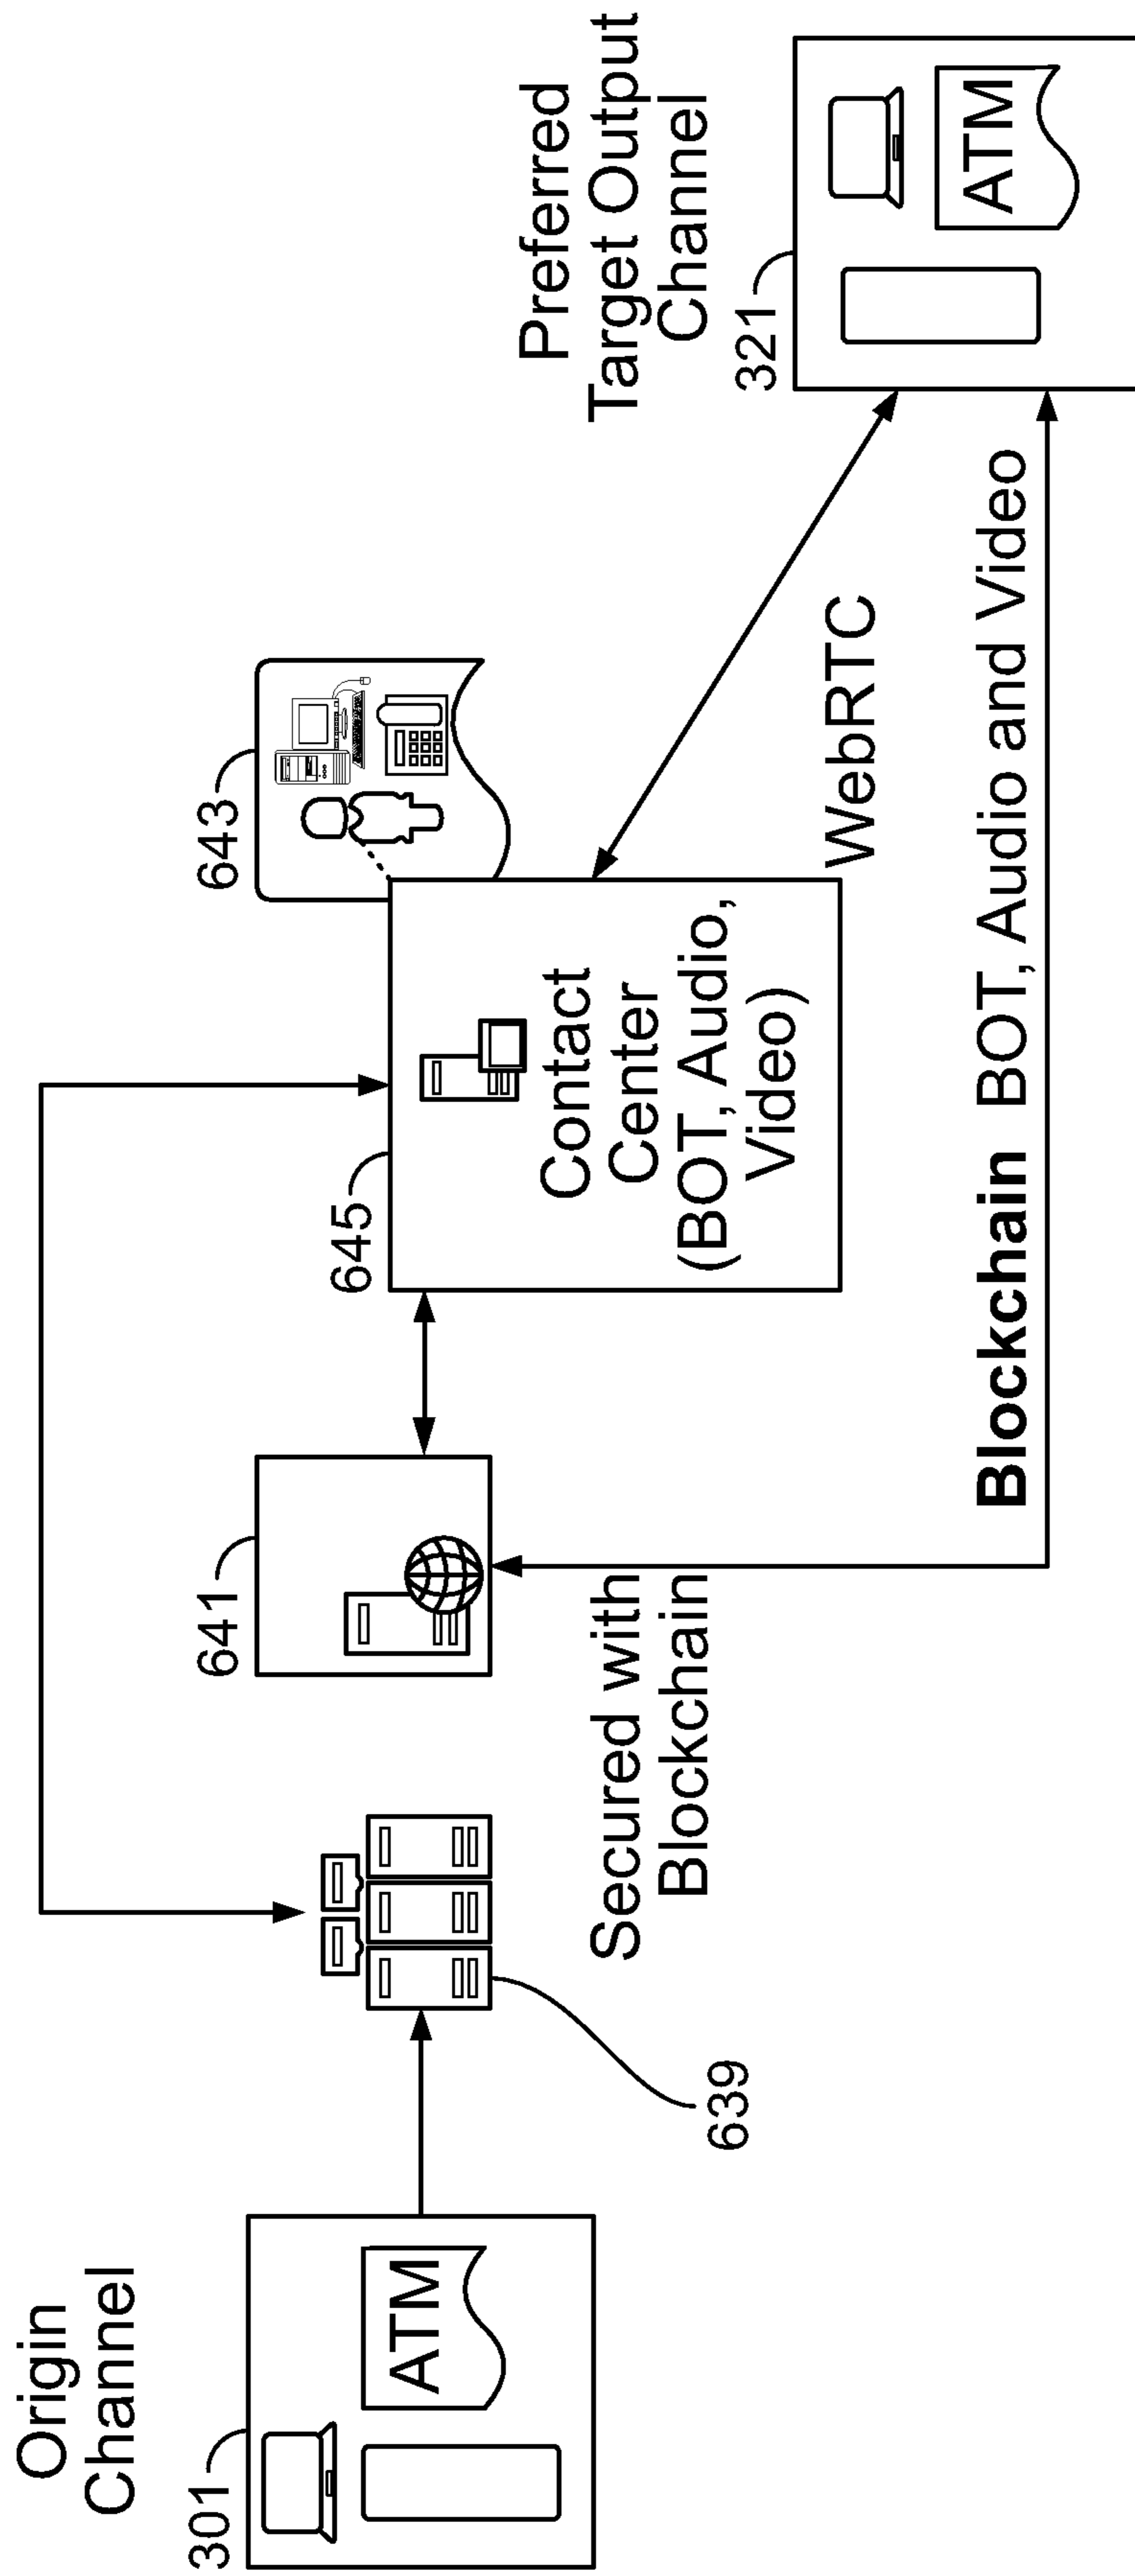 Origin
Channel
301
ATM
639
Secured with
Blockchain
641
645
Contact
Center
(BOT, Audio,
Video)
643
WebRTC
Blockchain BOT, Audio and Video
Preferred
Target Output
Channel
321
ATM